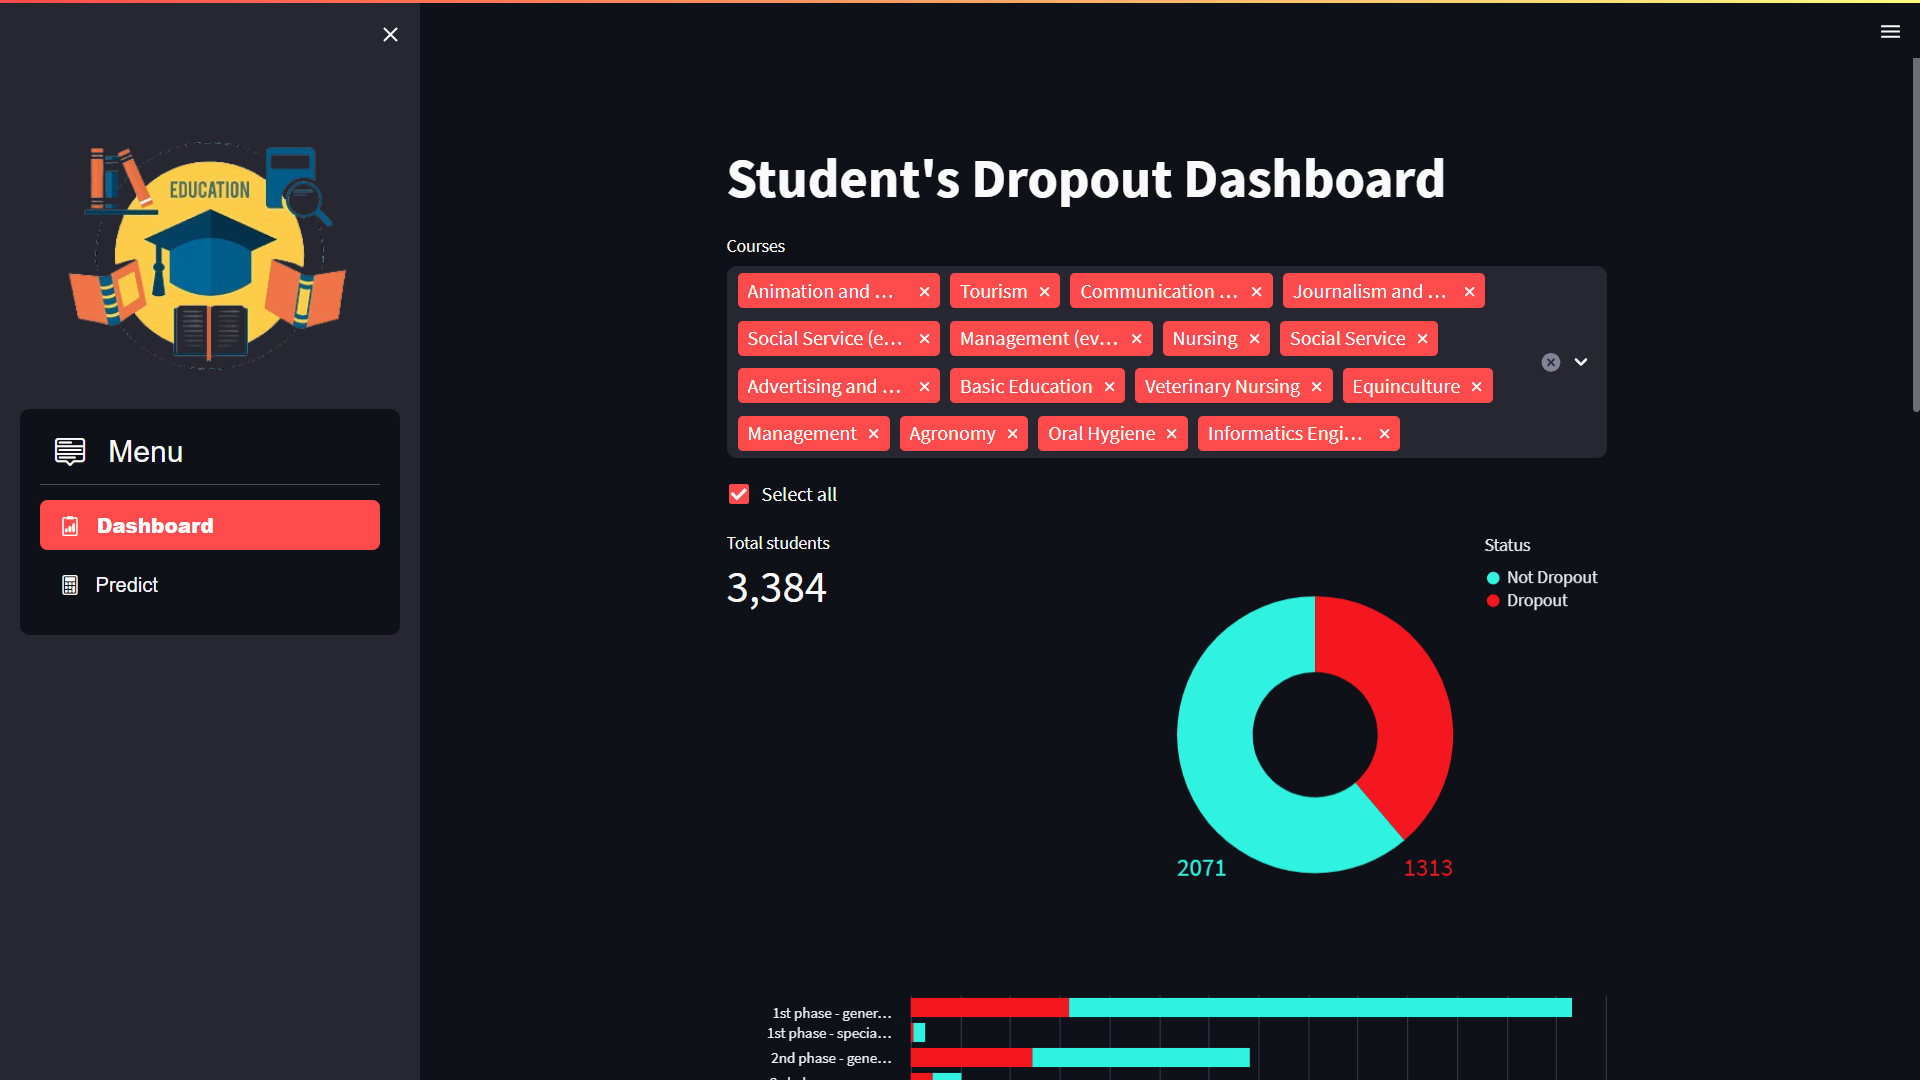 EDUCATION
Menu
Dashboard
Predict
Student's Dropout Dashboard
Courses
Animation and ...
Tourism
Communication ...
Journalism and ...
Social Service (e...
Management (ev...
Nursing
Social Service
Advertising and ...
Basic Education
Veterinary Nursing
Equinculture
Management
Agronomy
Oral Hygiene
Informatics Engi...
Select all
Total students
3,384
Status
Not Dropout
Dropout
2071
1313
1st phase - gener...
1st phase - specia...
2nd phase - gene...